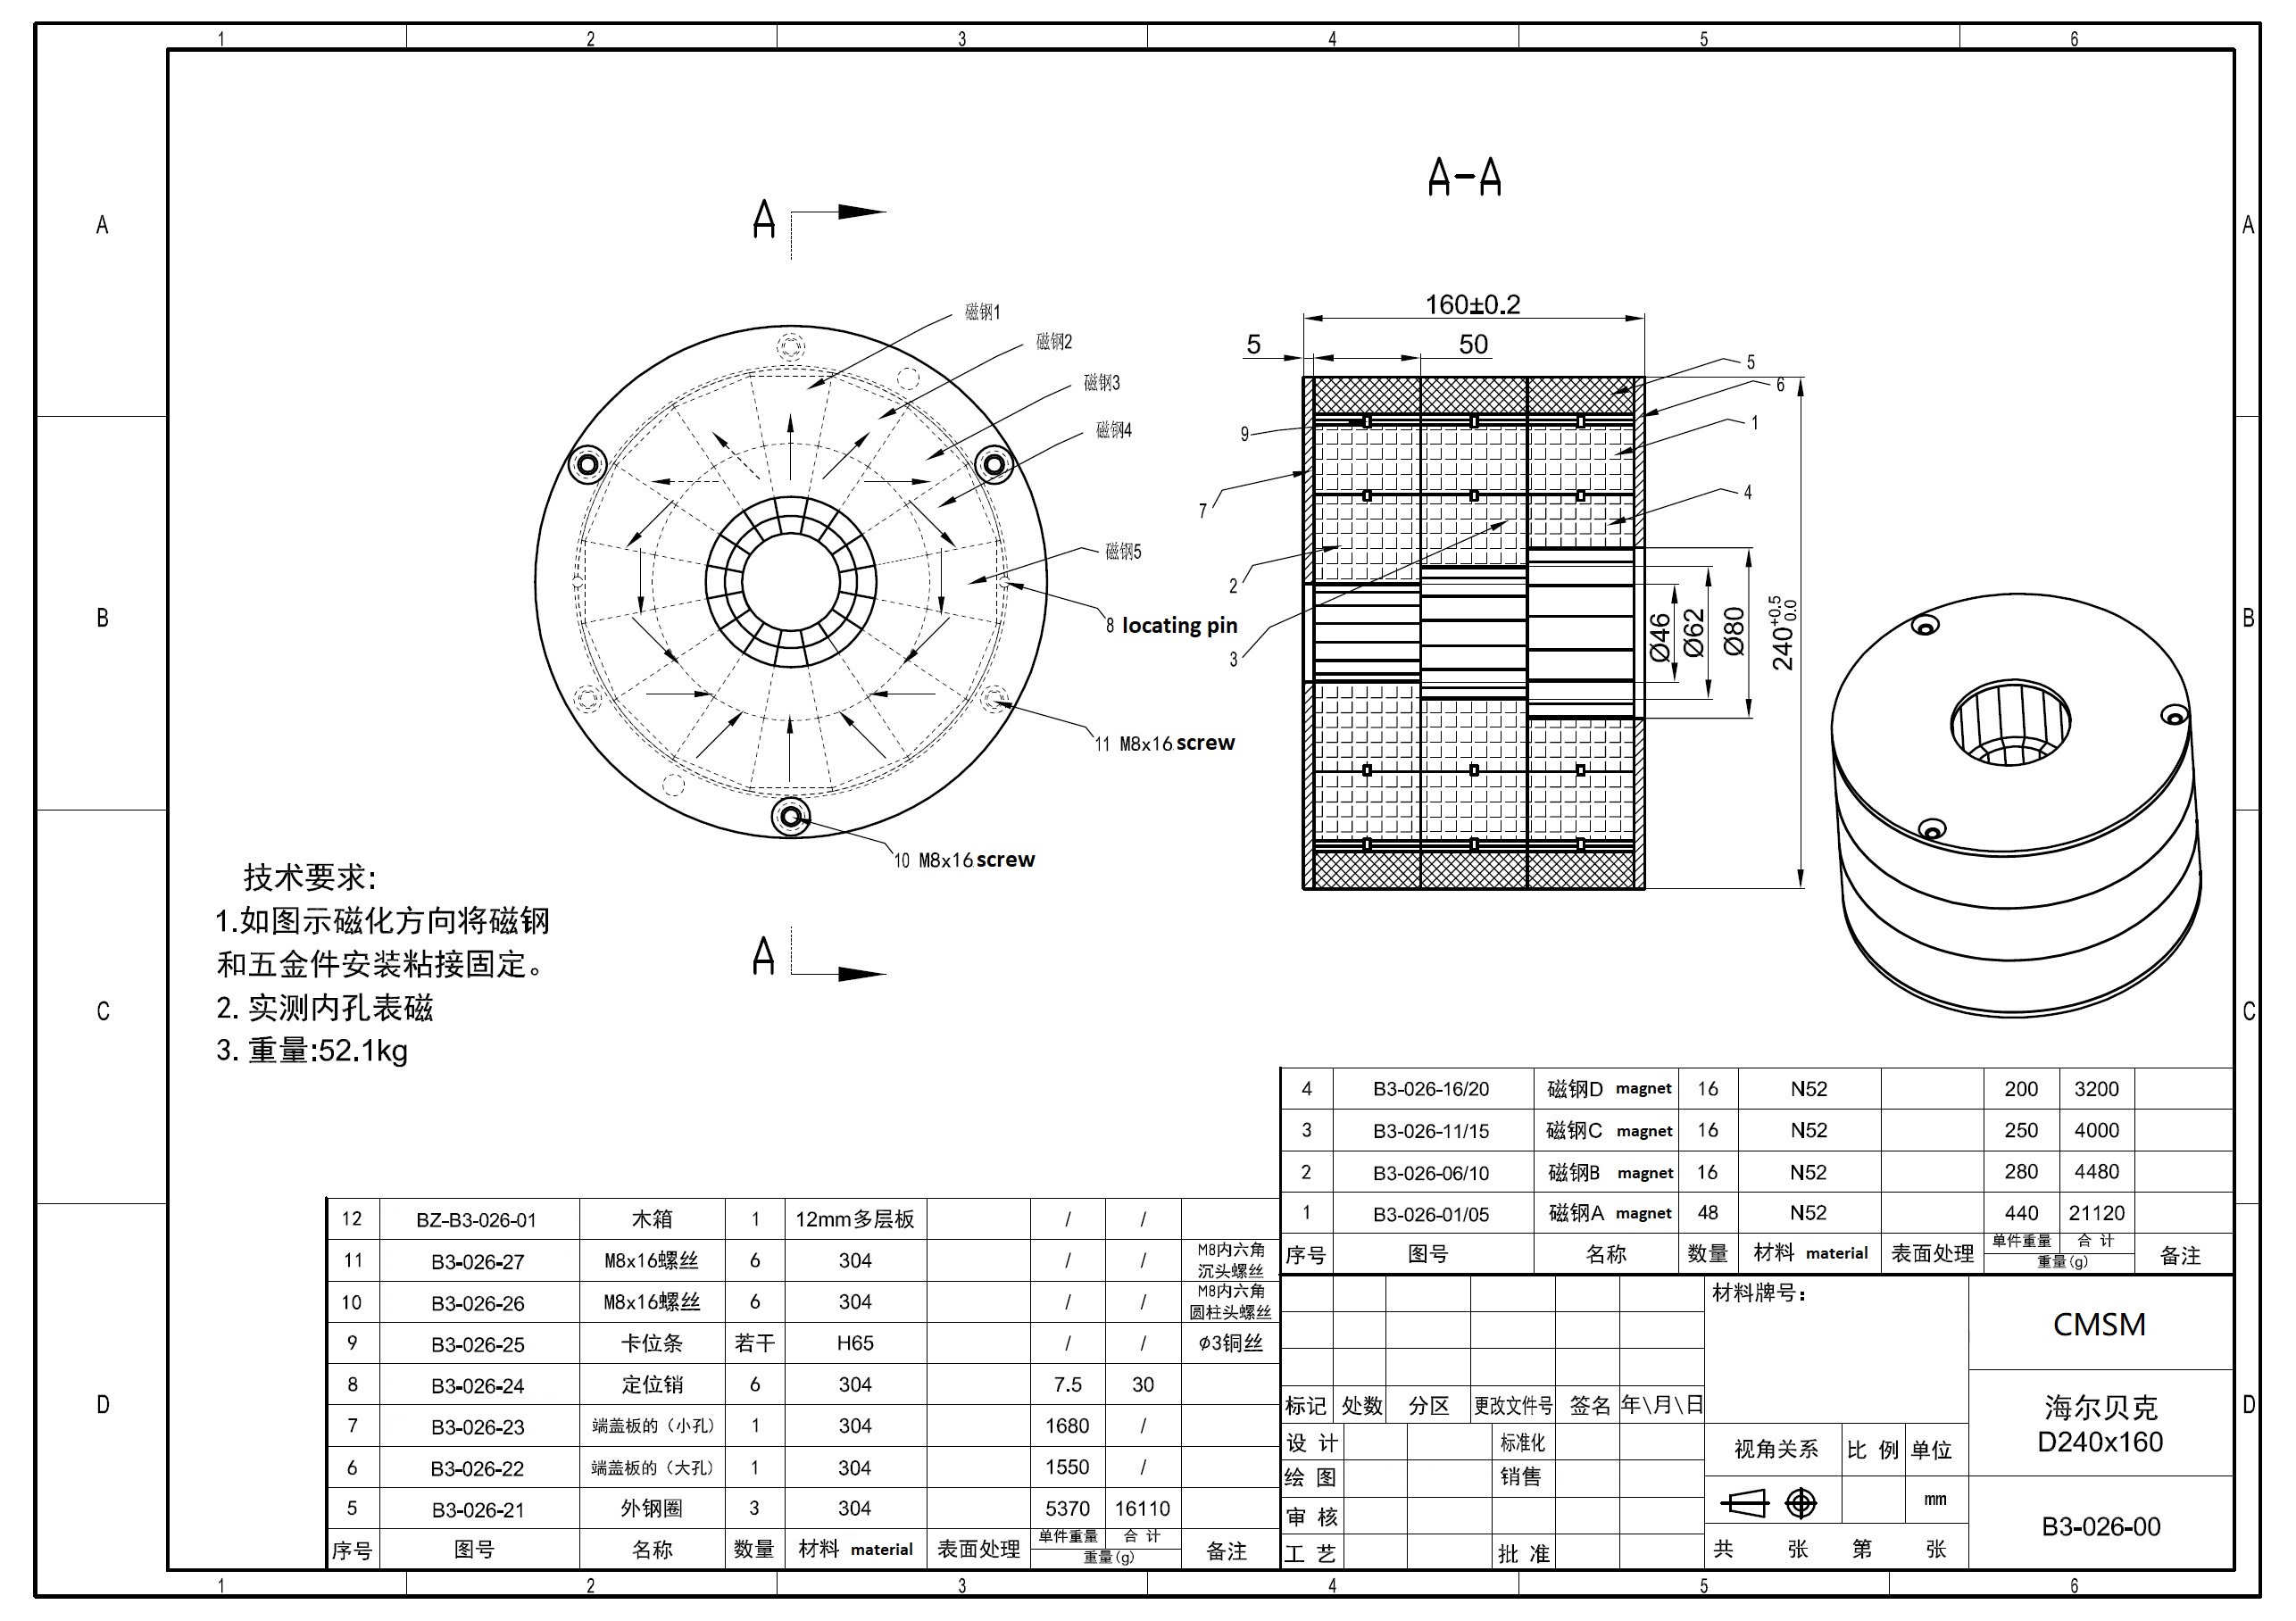 1 2 3 4 5 6
A A
B B
C C
D D
A
A
A-A
磁钢1
磁钢2
磁钢3
磁钢4
磁钢5
8 locating pin
11 M8x16 screw
10 M8x16 screw
160±0.2
5 50
5
6
1
4
9
7
2
3
Ø46
Ø62
Ø80
240+0.5 0.0
技术要求:
1.如图示磁化方向将磁钢
和五金件安装粘接固定。
2. 实测内孔表磁
3. 重量:52.1kg
4 B3-026-16/20 磁钢D magnet 16 N52 200 3200
3 B3-026-11/15 磁钢C magnet 16 N52 250 4000
2 B3-026-06/10 磁钢B magnet 16 N52 280 4480
1 B3-026-01/05 磁钢A magnet 48 N52 440 21120
序号 图号 名称 数量 材料 material 表面处理 单件重量 合 计 重量(g) 备注
12 BZ-B3-026-01 木箱 1 12mm多层板 / /
11 B3-026-27 M8x16螺丝 6 304 / / M8内六角沉头螺丝
10 B3-026-26 M8x16螺丝 6 304 / / M8内六角圆柱头螺丝
9 B3-026-25 卡位条 若干 H65 / / ϕ3铜丝
8 B3-026-24 定位销 6 304 7.5 30
7 B3-026-23 端盖板的（小孔） 1 304 1680 /
6 B3-026-22 端盖板的（大孔） 1 304 1550 /
5 B3-026-21 外钢圈 3 304 5370 16110
序号 图号 名称 数量 材料 material 表面处理 单件重量 合 计 重量(g) 备注
材料牌号：
CMSM
标记 处数 分区 更改文件号 签名 年\月\日
设 计 标准化
绘 图 销售
审 核
工 艺 批 准
视角关系 比 例 单位
mm
共 张 第 张
海尔贝克
D240x160
B3-026-00
1 2 3 4 5 6